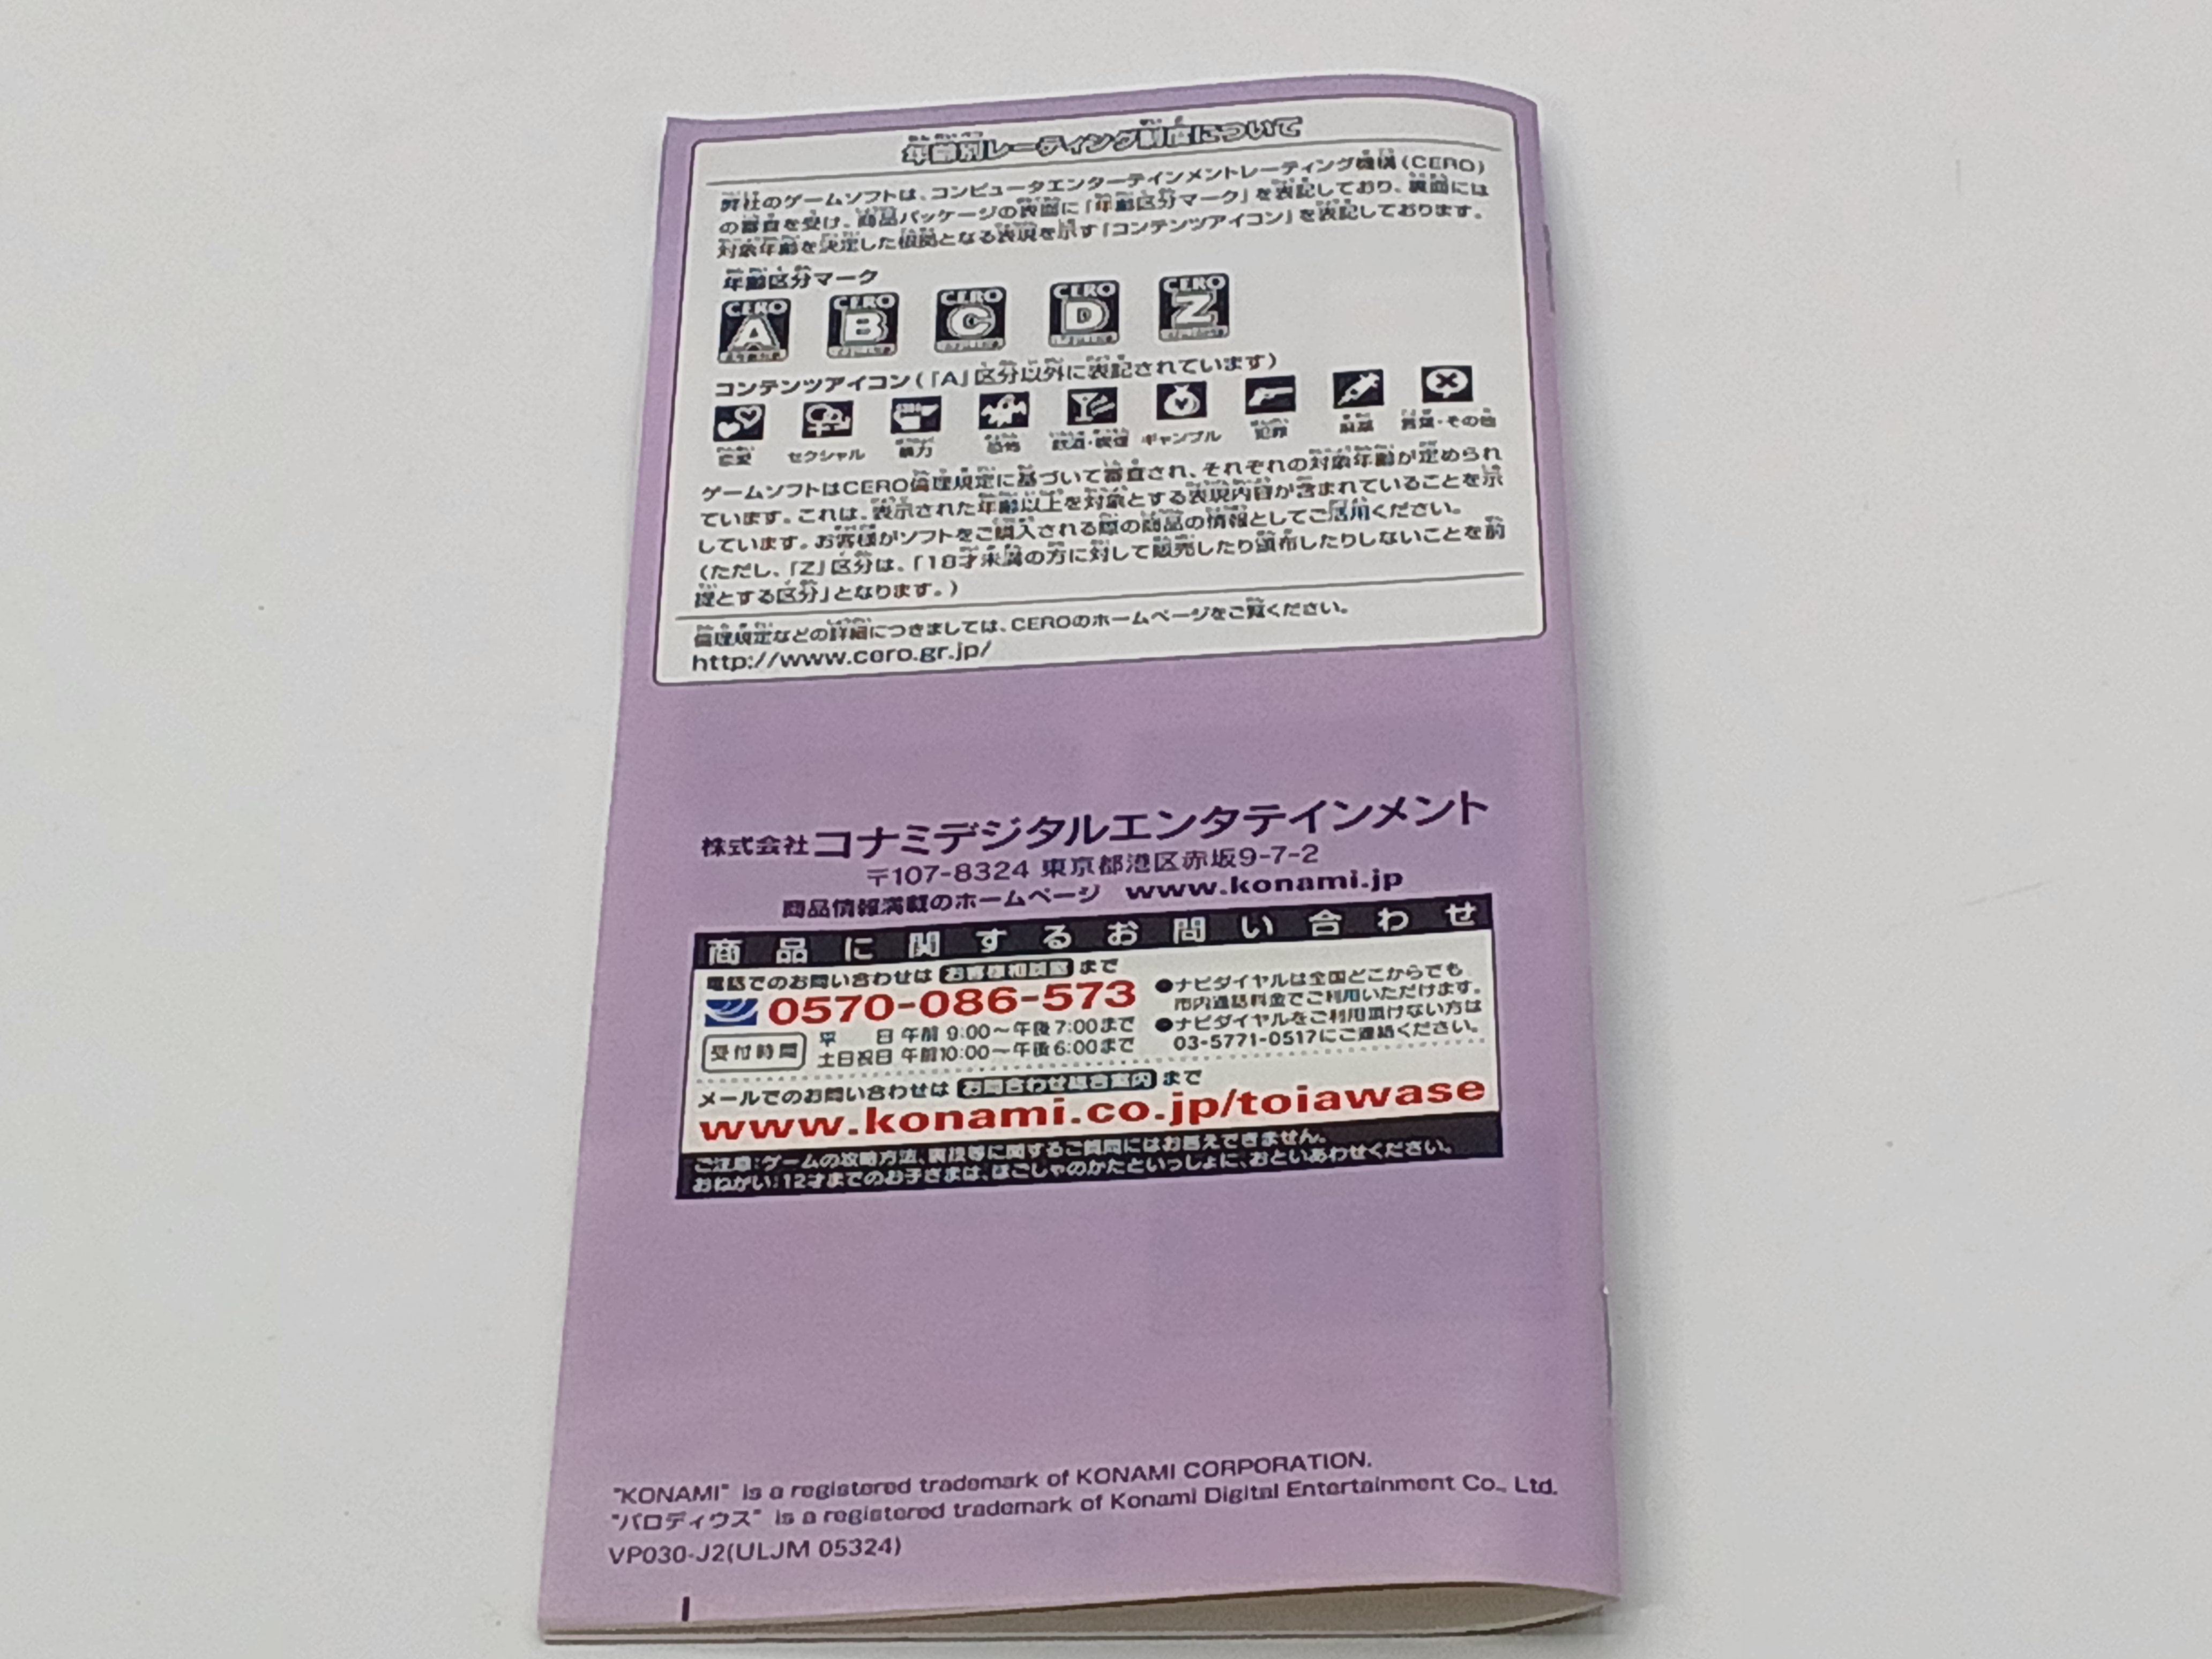 年齢別レーティング制度について
弊社のゲームソフトは、コンピュータエンターテインメントレーティング機構(CERO)
の審査を受け、商品パッケージの表面に「年齢区分マーク」を表記しており、裏面には
対象年齢を決定した根拠となる表現を示す「コンテンツアイコン」を表記しております。
年齢区分マーク
CERO A
CERO B
CERO C
CERO D
CERO Z
コンテンツアイコン(「A」区分以外に表記されています)
恋愛 セクシャル 暴力 恐怖 飲酒・喫煙 ギャンブル 犯罪 麻薬 言葉・その他
ゲームソフトはCERO倫理規定に基づいて審査され、それぞれの対象年齢が定められ
ています。これは、表示された年齢以上を対象とする表現内容が含まれていることを示
しています。お客様がソフトをご購入される際の商品の情報としてご活用ください。
(ただし、「Z」区分は、「18才未満の方に対して販売したり頒布したりしないことを前
提とする区分」となります。)
倫理規定などの詳細につきましては、CEROのホームページをご覧ください。
http://www.cero.gr.jp/
株式会社コナミデジタルエンタテインメント
〒107-8324 東京都港区赤坂9-7-2
商品情報満載のホームページ www.konami.jp
商品に関するお問い合わせ
電話でのお問い合わせは お客様相談室 まで
0570-086-573
受付時間
平 日 午前 9:00〜午後7:00まで
土日祝日 午前10:00〜午後6:00まで
●ナビダイヤルは全国どこからでも
市内通話料金でご利用いただけます。
●ナビダイヤルをご利用頂けない方は
03-5771-0517にご連絡ください。
メールでのお問い合わせは お問合わせ総合案内 まで
www.konami.co.jp/toiawase
ご注意:ゲームの攻略方法、裏技等に関するご質問にはお答えできません。
おねがい:12才までのお子さまは、ほごしゃのかたといっしょに、おといあわせください。
"KONAMI" is a registered trademark of KONAMI CORPORATION.
"パロディウス" is a registered trademark of Konami Digital Entertainment Co., Ltd.
VP030-J2(ULJM 05324)